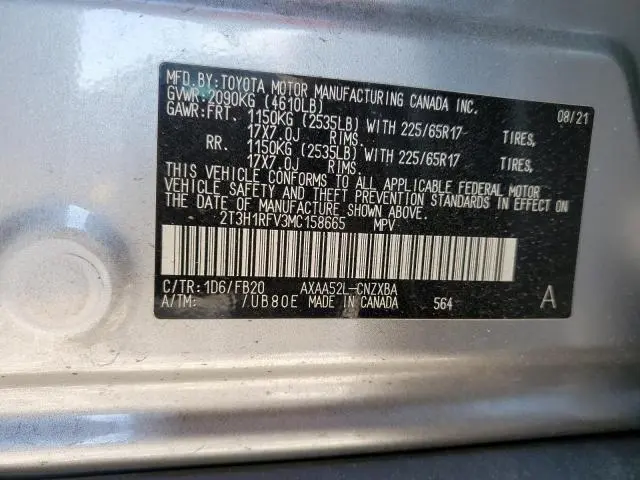 MFD. BY: TOYOTA MOTOR MANUFACTURING CANADA INC.
GVWR: 2090KG (4610LB) 08/21
GAWR: FRT. 1150KG (2535LB) WITH 225/65R17 TIRES,
17X7.0J RIMS.
RR. 1150KG (2535LB) WITH 225/65R17 TIRES,
17X7.0J RIMS.
THIS VEHICLE CONFORMS TO ALL APPLICABLE FEDERAL MOTOR
VEHICLE SAFETY AND BUMPER STANDARDS IN EFFECT ON
THE DATE OF MANUFACTURE SHOWN ABOVE.
2T3H1RFV3MC158665 MPV
C/TR: 1D6/FB20 AXAA52L-CNZXBA
A/TM: /UB80E MADE IN CANADA 564 A